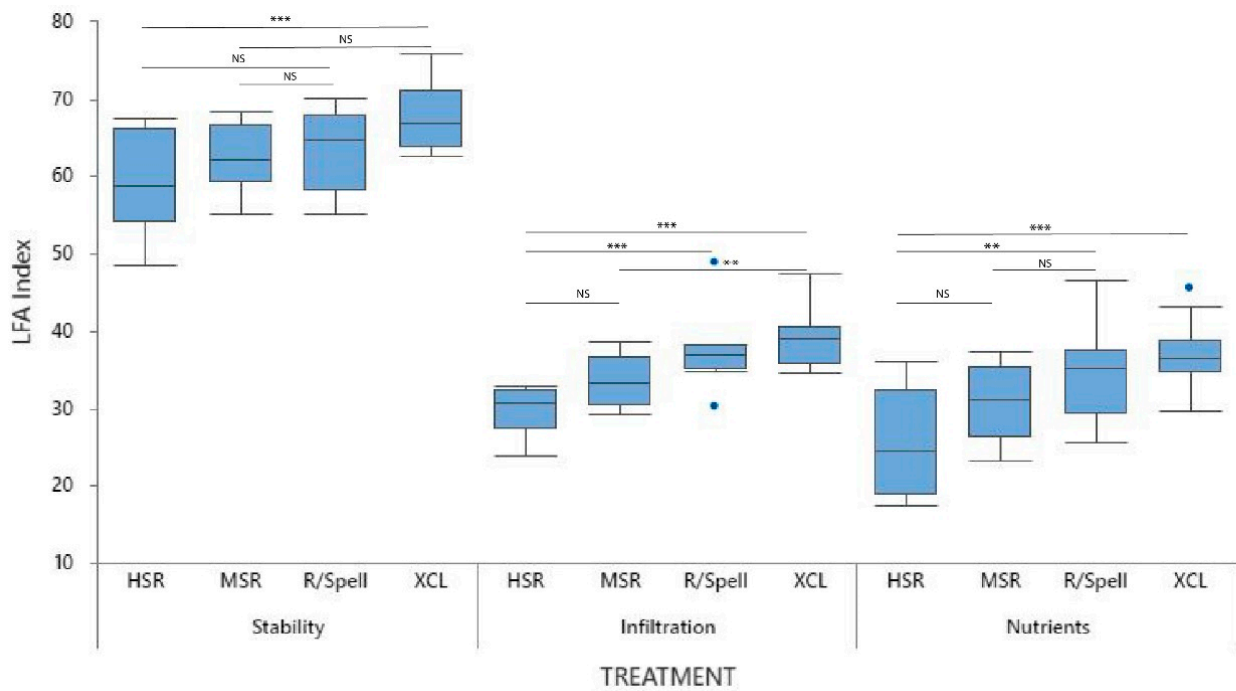 80
70
60
50
40
30
20
10
LFA Index
***
NS
NS
NS
***
***
**
NS
***
**
NS
NS
HSR MSR R/Spell XCL HSR MSR R/Spell XCL HSR MSR R/Spell XCL
Stability Infiltration Nutrients
TREATMENT